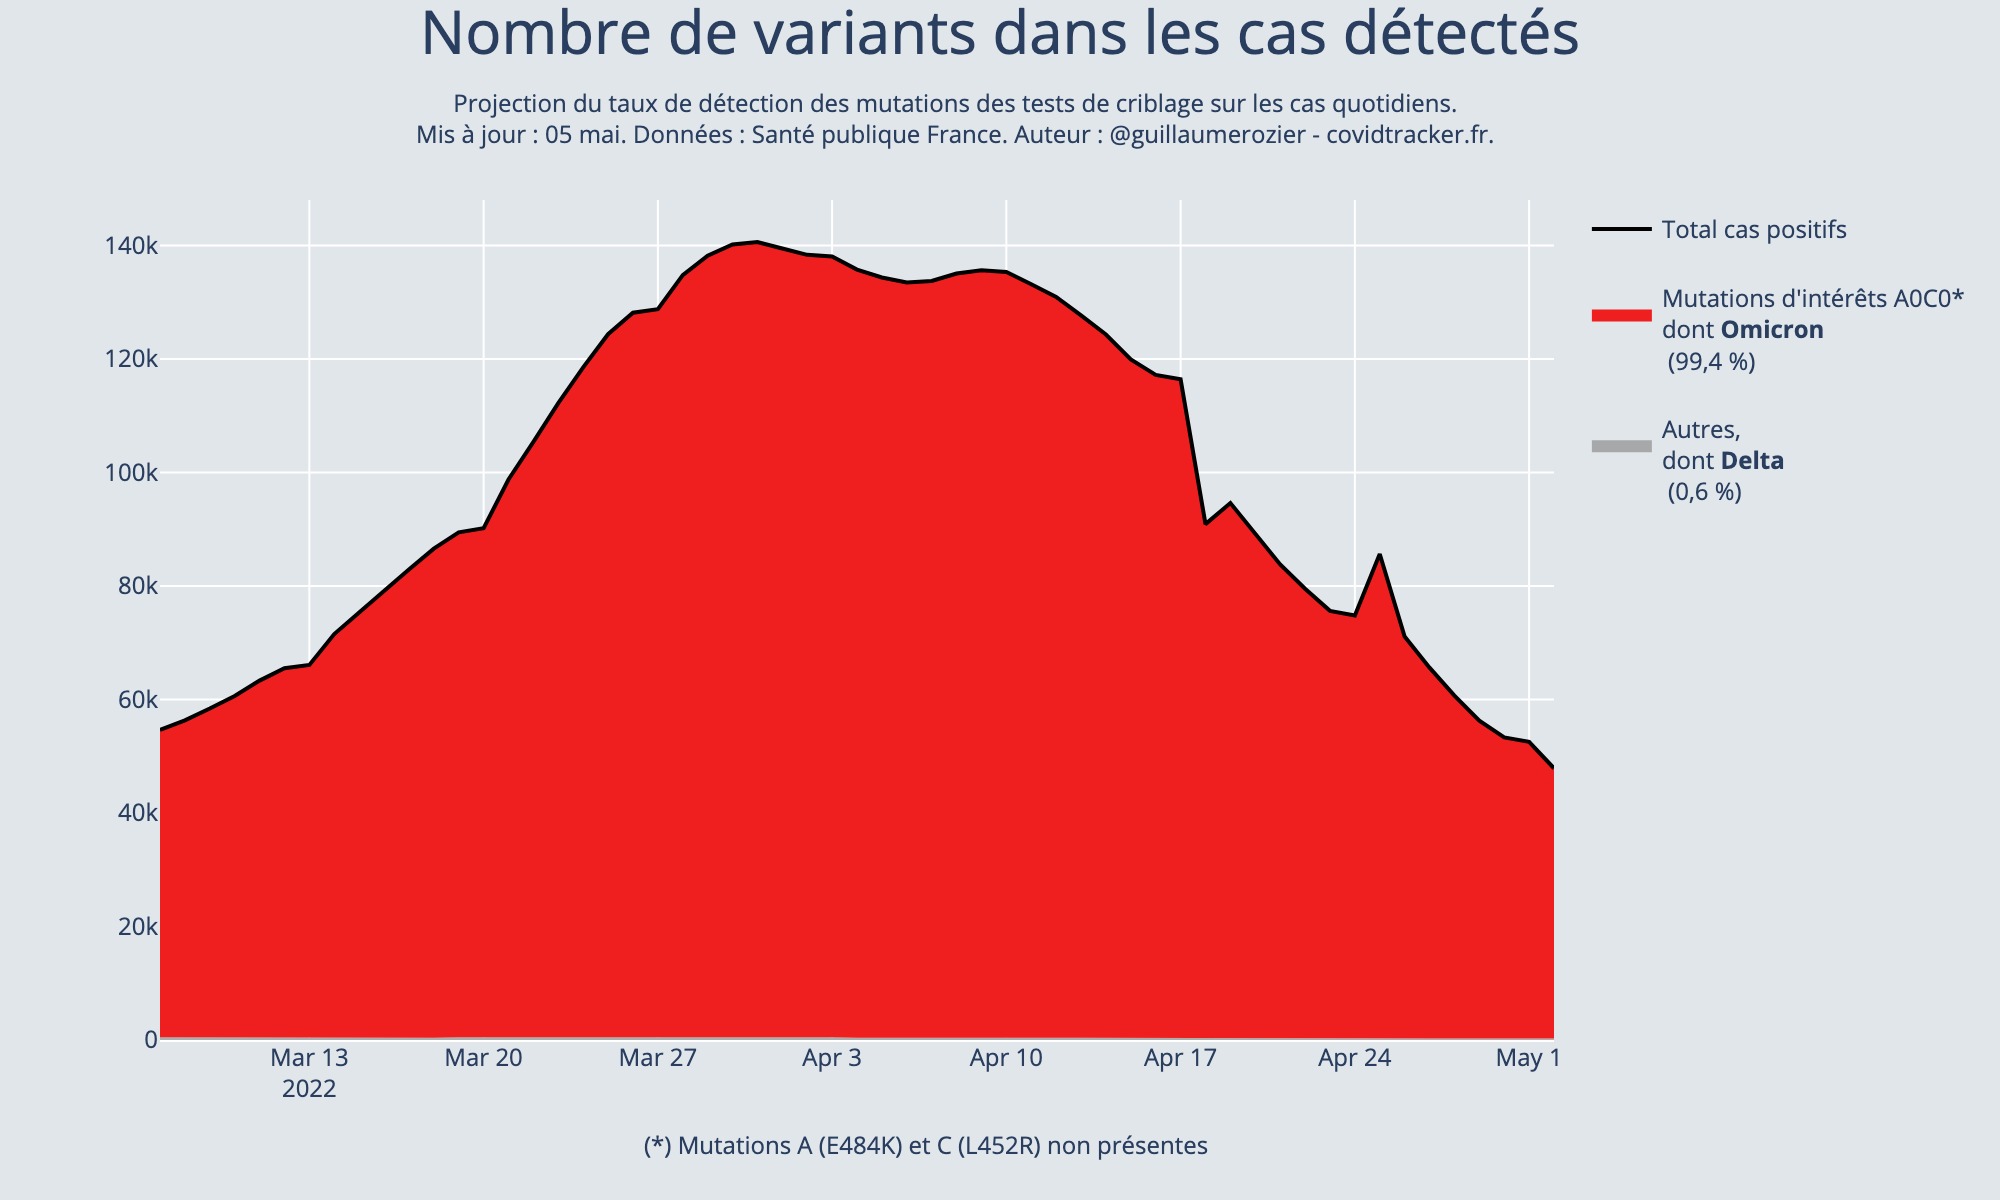 Nombre de variants dans les cas détectés
Projection du taux de détection des mutations des tests de criblage sur les cas quotidiens.
Mis à jour : 05 mai. Données : Santé publique France. Auteur : @guillaumerozier - covidtracker.fr.
140k
120k
100k
80k
60k
40k
20k
0
Mar 13
2022
Mar 20
Mar 27
Apr 3
Apr 10
Apr 17
Apr 24
May 1
Total cas positifs
Mutations d'intérêts A0C0*
dont Omicron
(99,4 %)
Autres,
dont Delta
(0,6 %)
(*) Mutations A (E484K) et C (L452R) non présentes